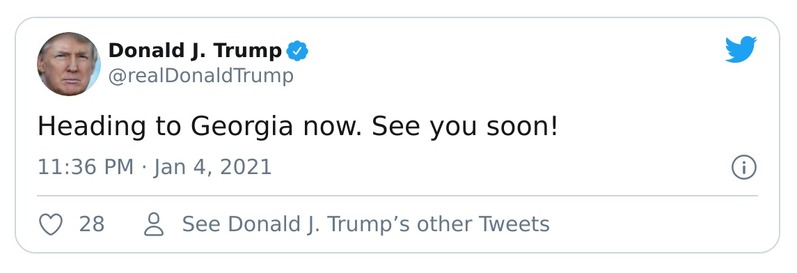 Donald J. Trump
@realDonaldTrump
Heading to Georgia now. See you soon!
11:36 PM · Jan 4, 2021
28
See Donald J. Trump’s other Tweets